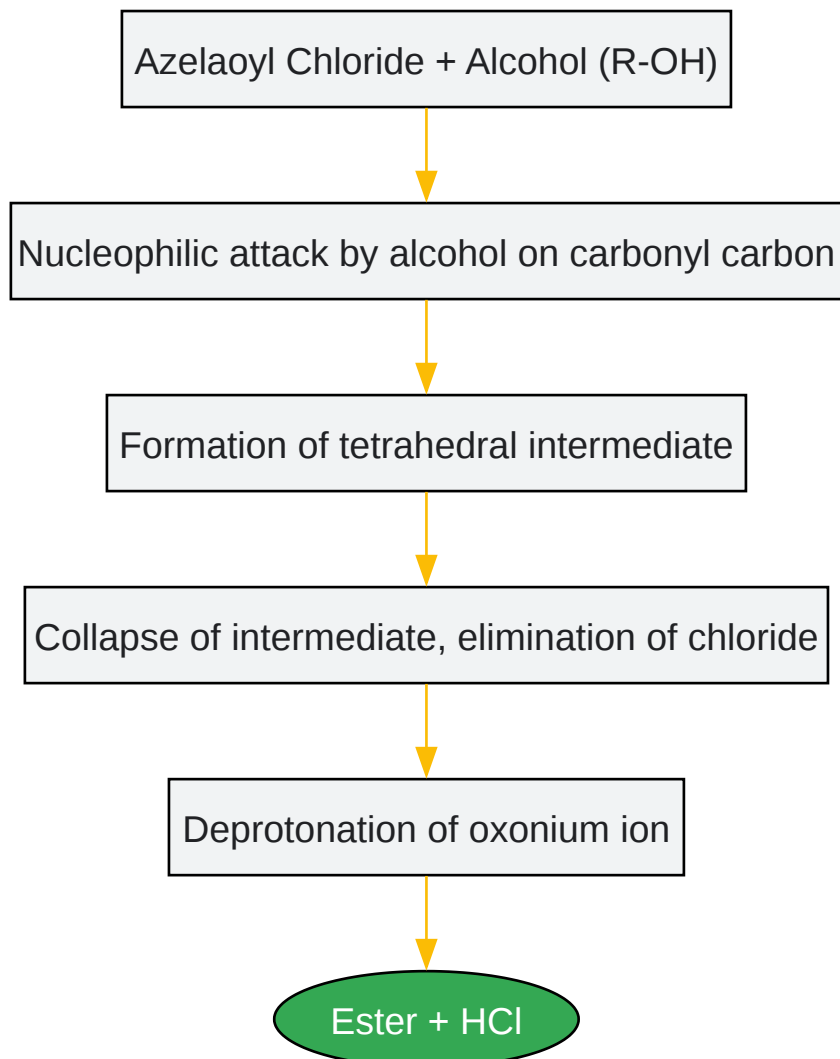 Azelaoyl Chloride + Alcohol (R-OH)
Nucleophilic attack by alcohol on carbonyl carbon
Formation of tetrahedral intermediate
Collapse of intermediate, elimination of chloride
Deprotonation of oxonium ion
Ester + HCl